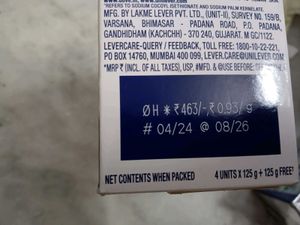 *REFERS TO SODIUM COCOYL ISETHIONATE AND SODIUM PALM KERNELATE.
MFG. BY LAKME LEVER PVT. LTD., (UNIT-II), SURVEY NO. 159/B,
VARSANA, BHIMASAR - PADANA ROAD, P.O. PADANA,
GANDHIDHAM (KACHCHH) - 370 240, GUJARAT. M GC/1122.
LEVERCARE-QUERY / FEEDBACK, TOLL FREE: 1800-10-22-221,
PO BOX 14760, MUMBAI 400 099, LEVER.CARE@UNILEVER.COM
*MRP ₹ (INCL. OF ALL TAXES), USP, #MFD. & @USE BEFORE:
ØH*₹463/-,₹0.93/g
# 04/24 @ 08/26
NET CONTENTS WHEN PACKED
4 UNITS X 125 g + 125 g FREE*